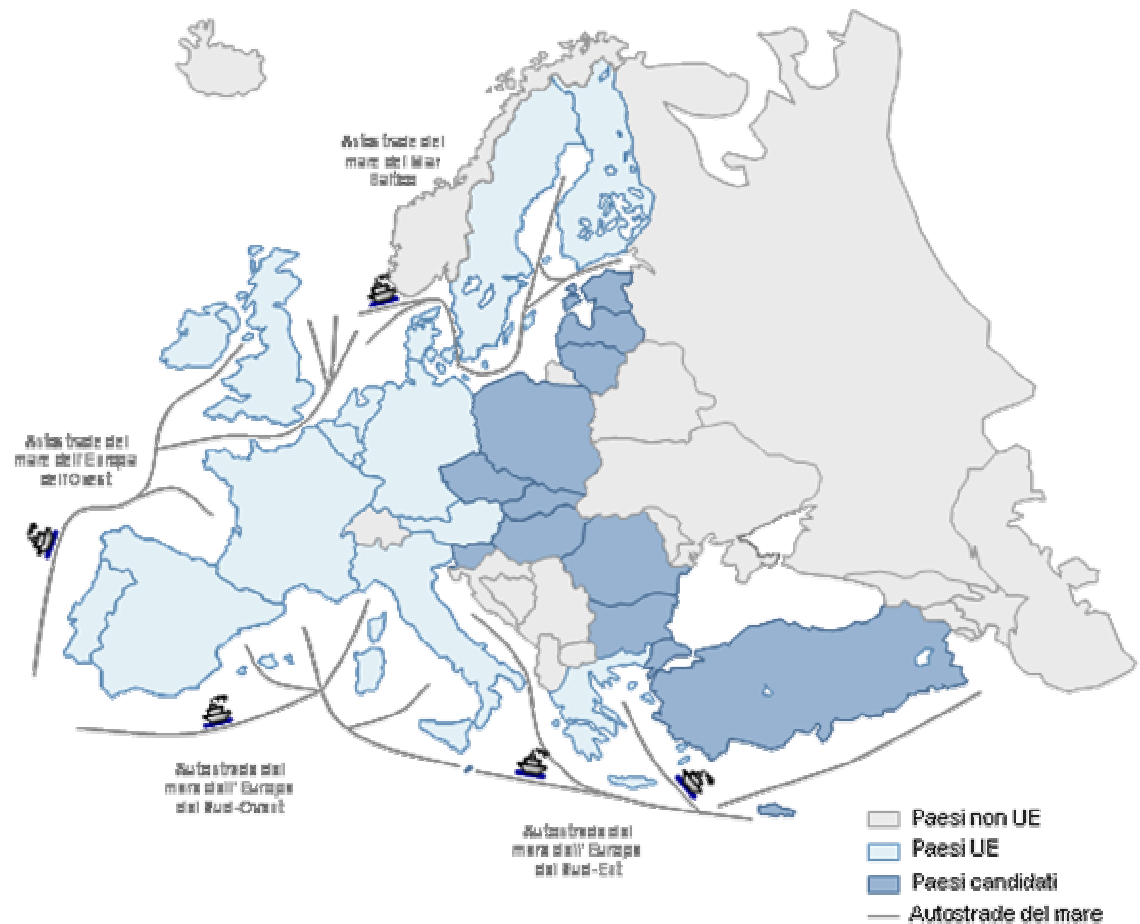 Autostrade del
mare del Mar
Baltico
Autostrade del
mare dell'Europa
dell'Ovest
Autostrade del
mare dell' Europa
del Sud-Ovest
Autostrade del
mare dell' Europa
del Sud-Est
Paesi non UE
Paesi UE
Paesi candidati
Autostrade del mare